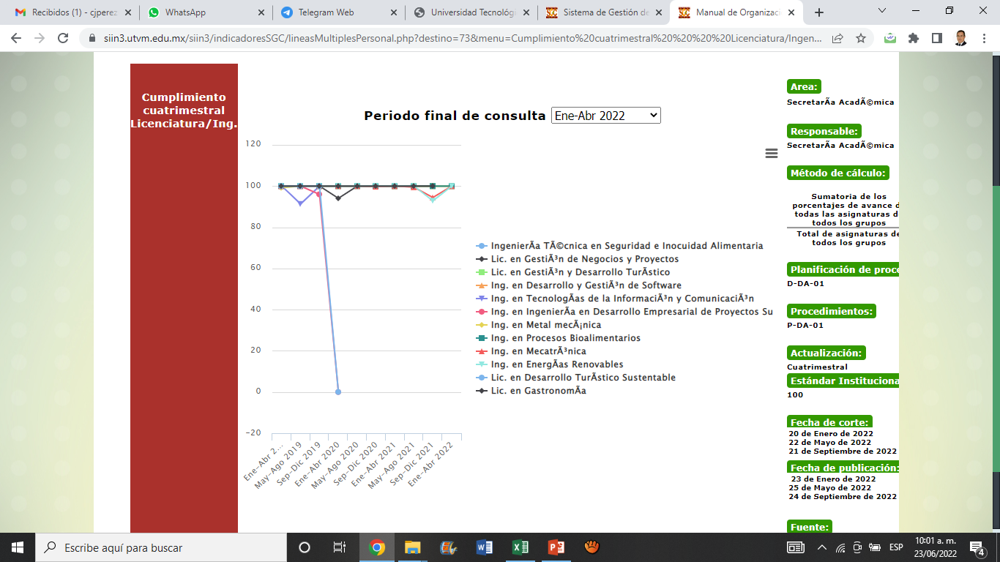 Recibidos (1) - cjperez
WhatsApp
Telegram Web
Universidad Tecnológ
Sistema de Gestión de
Manual de Organizaci
siin3.utvm.edu.mx/siin3/indicadoresSGC/lineasMultiplesPersonal.php?destino=73&menu=Cumplimiento%20cuatrimestral%20%20%20%20Licenciatura/Ingen...
Cumplimiento
cuatrimestral
Licenciatura/Ing.
Periodo final de consulta Ene-Abr 2022
120
100
80
60
40
20
0
-20
Ene-Abr 2...
May-Ago 2019
Sep-Dic 2019
Ene-Abr 2020
May-Ago 2020
Sep-Dic 2020
Ene-Abr 2021
May-Ago 2021
Sep-Dic 2021
Ene-Abr 2022
IngenierÃa TÃ©cnica en Seguridad e Inocuidad Alimentaria
Lic. en GestiÃ³n de Negocios y Proyectos
Lic. en GestiÃ³n y Desarrollo TurÃstico
Ing. en Desarrollo y GestiÃ³n de Software
Ing. en TecnologÃas de la InformaciÃ³n y ComunicaciÃ³n
Ing. en IngenierÃa en Desarrollo Empresarial de Proyectos Su
Ing. en Metal mecÃ¡nica
Ing. en Procesos Bioalimentarios
Ing. en MecatrÃ³nica
Ing. en EnergÃas Renovables
Lic. en Desarrollo TurÃstico Sustentable
Lic. en GastronomÃa
Area:
SecretarÃa AcadÃ©mica
Responsable:
SecretarÃa AcadÃ©mica
Método de cálculo:
Sumatoria de los
porcentajes de avance d
todas las asignaturas d
todos los grupos
Total de asignaturas de
todos los grupos
Planificación de proce
D-DA-01
Procedimientos:
P-DA-01
Actualización:
Cuatrimestral
Estándar Instituciona
100
Fecha de corte:
20 de Enero de 2022
22 de Mayo de 2022
21 de Septiembre de 2022
Fecha de publicación:
23 de Enero de 2022
25 de Mayo de 2022
24 de Septiembre de 2022
Fuente:
Escribe aquí para buscar
ESP
10:01 a. m.
23/06/2022
4